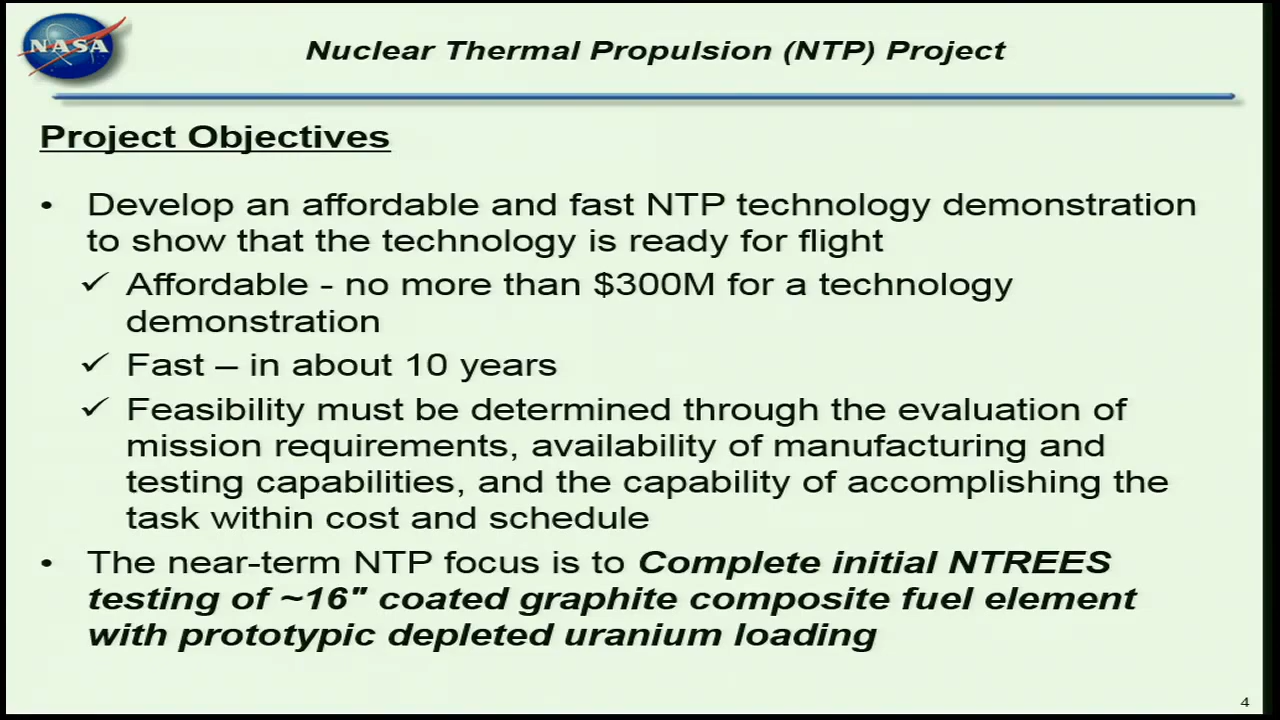 NASA
Nuclear Thermal Propulsion (NTP) Project
Project Objectives
• Develop an affordable and fast NTP technology demonstration
to show that the technology is ready for flight
✓ Affordable - no more than $300M for a technology
demonstration
✓ Fast – in about 10 years
✓ Feasibility must be determined through the evaluation of
mission requirements, availability of manufacturing and
testing capabilities, and the capability of accomplishing the
task within cost and schedule
• The near-term NTP focus is to Complete initial NTREES
testing of ~16" coated graphite composite fuel element
with prototypic depleted uranium loading
4